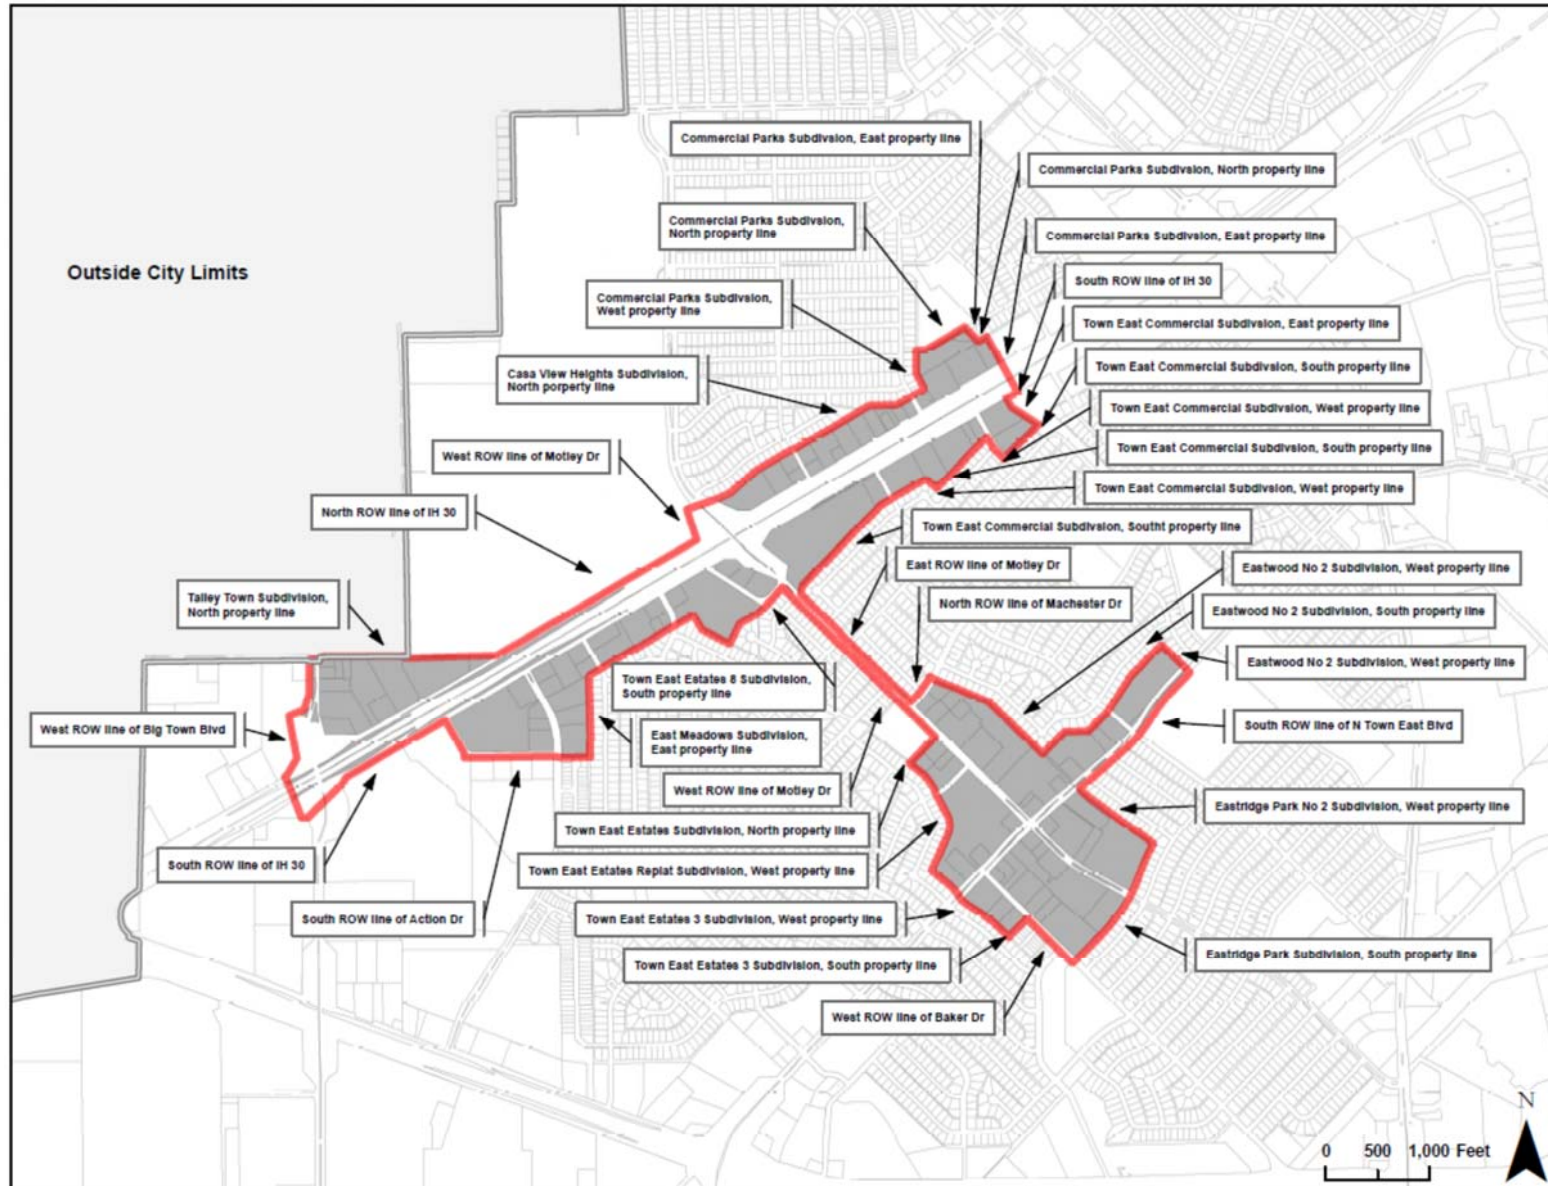 Commercial Parks Subdivsion, East property line
Commercial Parks Subdivsion, North property line
Commercial Parks Subdivsion,
North property line
Commercial Parks Subdivsion, East property line
Outside City Limits
South ROW line of IH 30
Commercial Parks Subdivsion,
West property line
Town East Commercial Subdivsion, East property line
Casa View Heights Subdivision,
North porperty line
Town East Commercial Subdivsion, South property line
Town East Commercial Subdivsion, West property line
West ROW line of Motley Dr
Town East Commercial Subdivsion, South property line
Town East Commercial Subdivsion, West property line
North ROW line of IH 30
Town East Commercial Subdivsion, Southt property line
East ROW line of Motley Dr
Eastwood No 2 Subdivision, West property line
Talley Town Subdivision,
North property line
North ROW line of Machester Dr
Eastwood No 2 Subdivision, South property line
Eastwood No 2 Subdivision, West property line
Town East Estates 8 Subdivision,
South property line
West ROW line of Big Town Blvd
South ROW line of N Town East Blvd
East Meadows Subdivision,
East property line
West ROW line of Motley Dr
Eastridge Park No 2 Subdivision, West property line
Town East Estates Subdivision, North property line
South ROW line of IH 30
Town East Estates Replat Subdivision, West property line
South ROW line of Action Dr
Town East Estates 3 Subdivision, West property line
Eastridge Park Subdivision, South property line
Town East Estates 3 Subdivision, South property line
West ROW line of Baker Dr
N
0 500 1,000 Feet